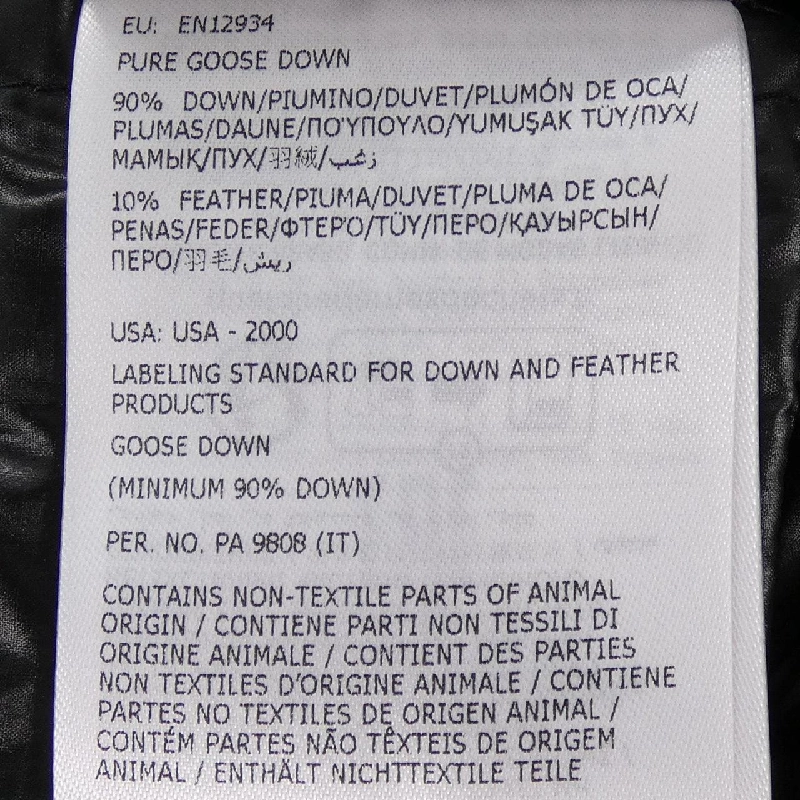 EU: EN12934
PURE GOOSE DOWN
90% DOWN/PIUMINO/DUVET/PLUMÓN DE OCA/
PLUMAS/DAUNE/ΠΟΎΠΟΥΛΟ/YUMUŞAK TÜY/ПУХ/
МАМЫҚ/ПУХ/羽絨/زغب
10% FEATHER/PIUMA/DUVET/PLUMA DE OCA/
PENAS/FEDER/ΦΤΕΡΌ/TÜY/ПЕРО/ҚАУЫРСЫН/
ПЕРО/羽毛/ريش
USA: USA - 2000
LABELING STANDARD FOR DOWN AND FEATHER
PRODUCTS
GOOSE DOWN
(MINIMUM 90% DOWN)
PER. NO. PA 9808 (IT)
CONTAINS NON-TEXTILE PARTS OF ANIMAL
ORIGIN / CONTIENE PARTI NON TESSILI DI
ORIGINE ANIMALE / CONTIENT DES PARTIES
NON TEXTILES D'ORIGINE ANIMALE / CONTIENE
PARTES NO TEXTILES DE ORIGEN ANIMAL /
CONTÉM PARTES NÃO TÊXTEIS DE ORIGEM
ANIMAL / ENTHÄLT NICHTTEXTILE TEILE